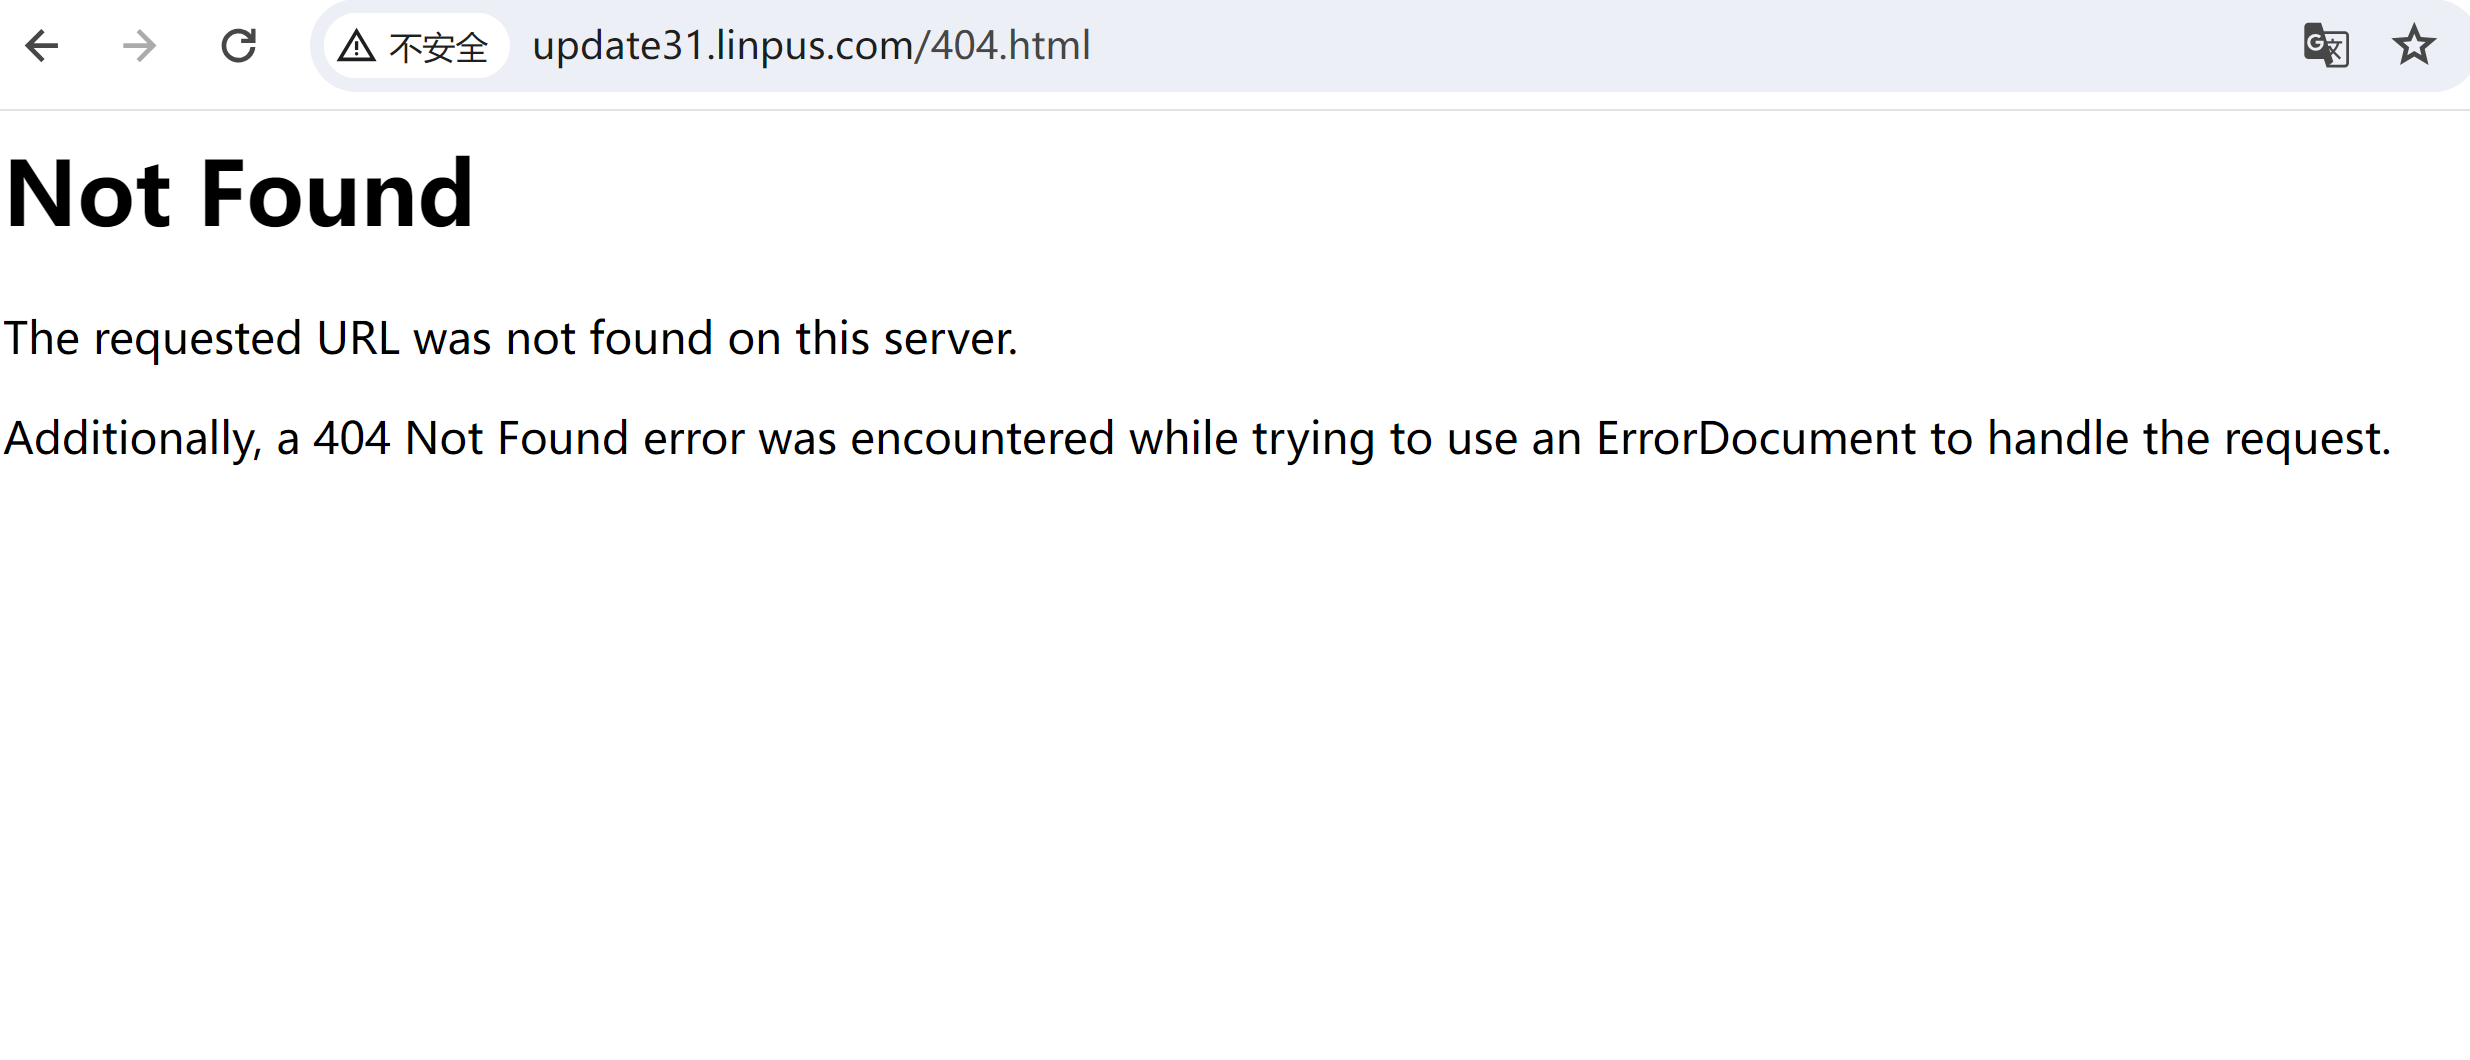 不安全 update31.linpus.com/404.html
Not Found
The requested URL was not found on this server.
Additionally, a 404 Not Found error was encountered while trying to use an ErrorDocument to handle the request.